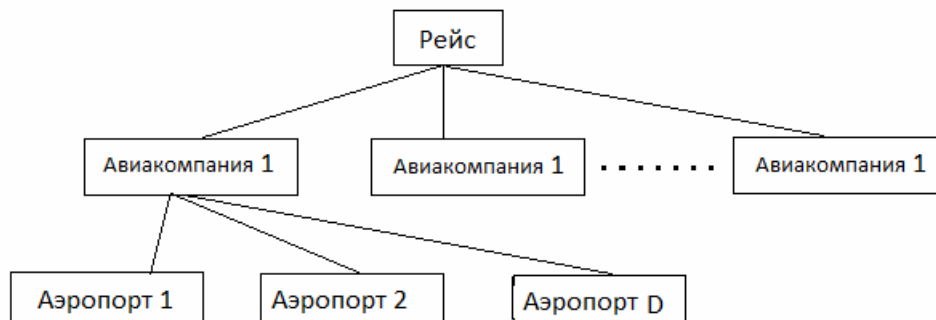 Рейс
Авиакомпания 1
Авиакомпания 1
Авиакомпания 1
Аэропорт 1
Аэропорт 2
Аэропорт D